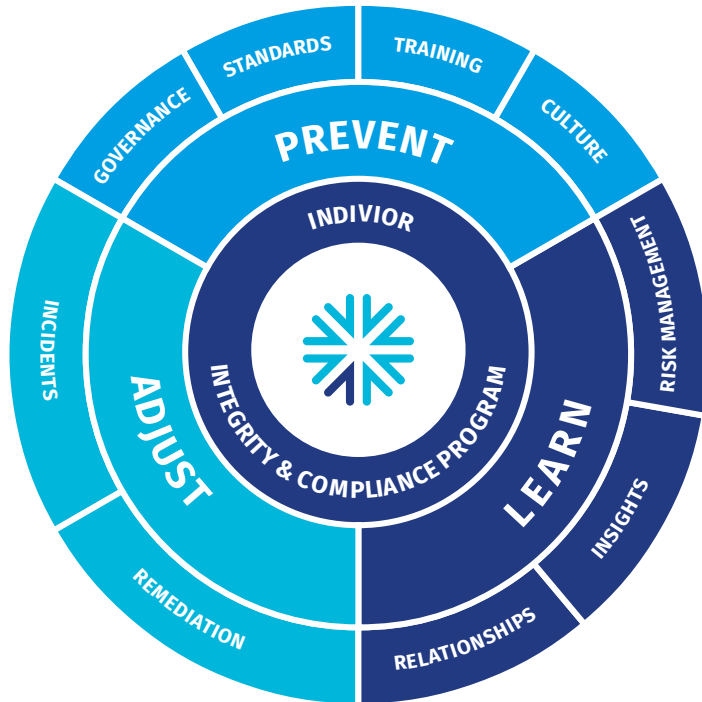 GOVERNANCE
STANDARDS
TRAINING
CULTURE
PREVENT
INDIVIOR
INTEGRITY & COMPLIANCE PROGRAM
RISK MANAGEMENT
INSIGHTS
RELATIONSHIPS
LEARN
ADJUST
INCIDENTS
REMEDIATION